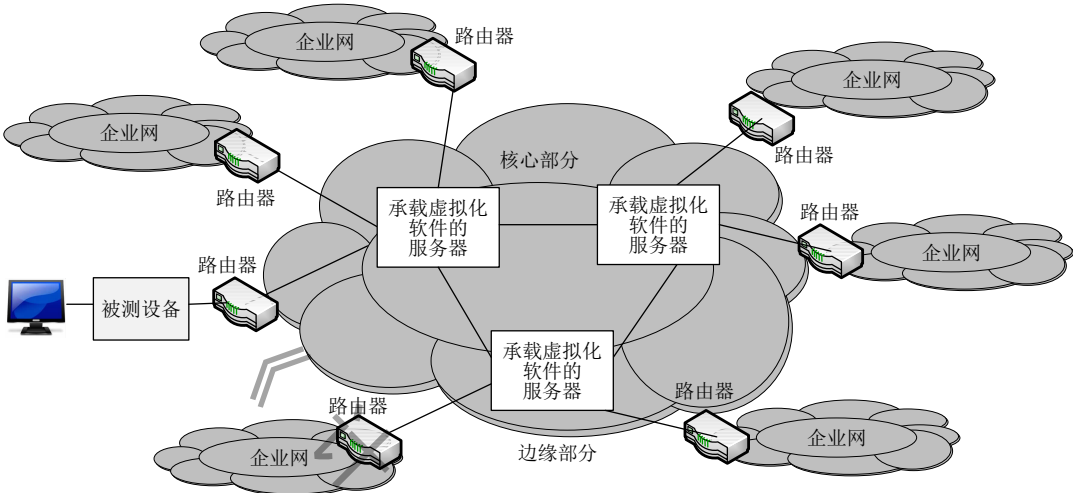 企业网
路由器
企业网
路由器
企业网
路由器
核心部分
承载虚拟化
软件的
服务器
承载虚拟化
软件的
服务器
路由器
企业网
路由器
被测设备
承载虚拟化
软件的
服务器
路由器
企业网
边缘部分
路由器
企业网